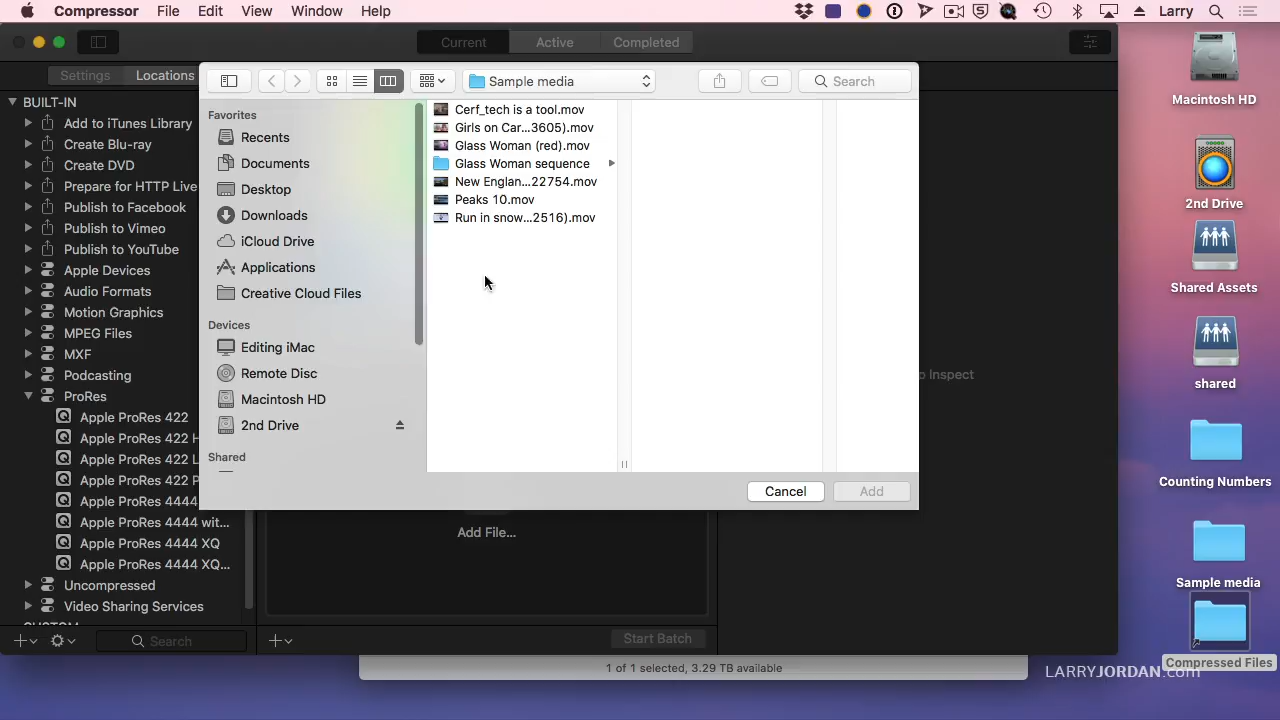 Compressor File Edit View Window Help Larry
Current Active Completed
Settings Locations
BUILT-IN
Add to iTunes Library
Create Blu-ray
Create DVD
Prepare for HTTP Live
Publish to Facebook
Publish to Vimeo
Publish to YouTube
Apple Devices
Audio Formats
Motion Graphics
MPEG Files
MXF
Podcasting
ProRes
Apple ProRes 422
Apple ProRes 422 H
Apple ProRes 422 L
Apple ProRes 422 P
Apple ProRes 4444
Apple ProRes 4444 wit...
Apple ProRes 4444 XQ
Apple ProRes 4444 XQ...
Uncompressed
Video Sharing Services
CUSTOM
Search
Sample media
Search
Favorites
Recents
Documents
Desktop
Downloads
iCloud Drive
Applications
Creative Cloud Files
Devices
Editing iMac
Remote Disc
Macintosh HD
2nd Drive
Shared
Cerf_tech is a tool.mov
Girls on Car...3605).mov
Glass Woman (red).mov
Glass Woman sequence
New Englan...22754.mov
Peaks 10.mov
Run in snow...2516).mov
Cancel Add
o Inspect
Add File...
Start Batch
1 of 1 selected, 3.29 TB available
Macintosh HD
2nd Drive
Shared Assets
shared
Counting Numbers
Sample media
Compressed Files
LARRYJORDAN.com